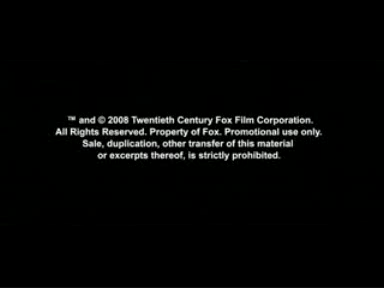 ™ and © 2008 Twentieth Century Fox Film Corporation.
All Rights Reserved. Property of Fox. Promotional use only.
Sale, duplication, other transfer of this material
or excerpts thereof, is strictly prohibited.